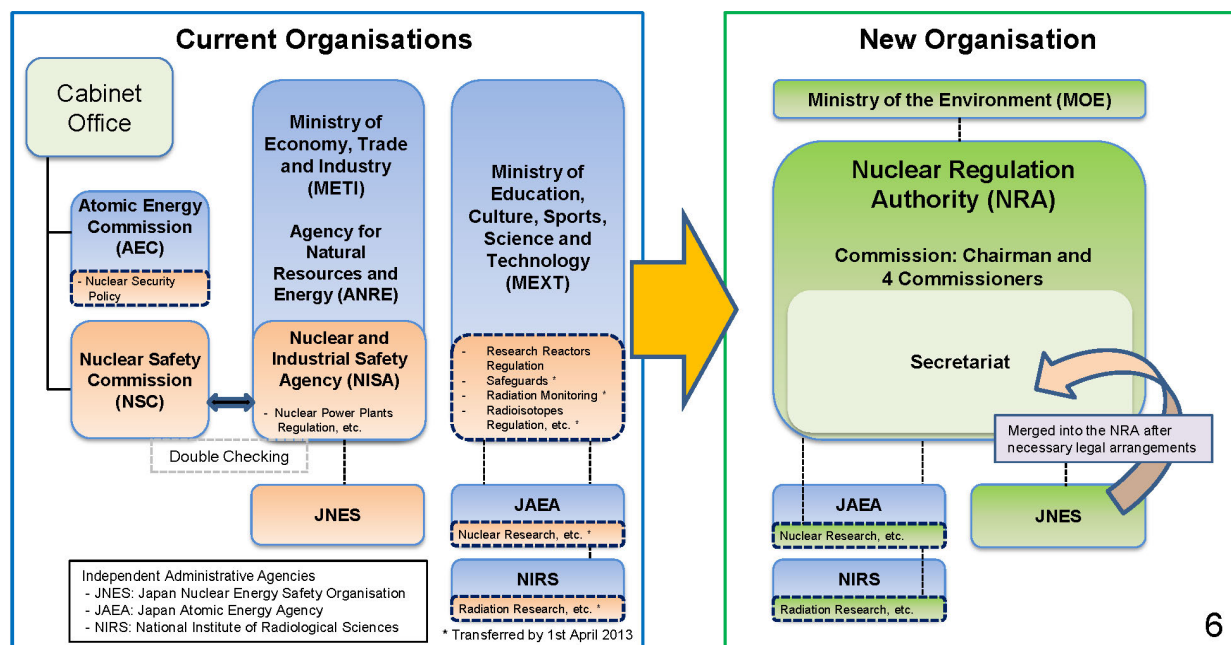 Current Organisations
Cabinet
Office
Atomic Energy
Commission
(AEC)
- Nuclear Security
Policy
Nuclear Safety
Commission
(NSC)
Double Checking
Ministry of
Economy, Trade
and Industry
(METI)
Agency for
Natural
Resources and
Energy (ANRE)
Nuclear and
Industrial Safety
Agency (NISA)
- Nuclear Power Plants
Regulation, etc.
JNES
Ministry of
Education,
Culture, Sports,
Science and
Technology
(MEXT)
- Research Reactors
Regulation
- Safeguards *
- Radiation Monitoring *
- Radioisotopes
Regulation, etc. *
JAEA
Nuclear Research, etc. *
NIRS
Radiation Research, etc. *
* Transferred by 1st April 2013
Independent Administrative Agencies
- JNES: Japan Nuclear Energy Safety Organisation
- JAEA: Japan Atomic Energy Agency
- NIRS: National Institute of Radiological Sciences
New Organisation
Ministry of the Environment (MOE)
Nuclear Regulation
Authority (NRA)
Commission: Chairman and
4 Commissioners
Secretariat
Merged into the NRA after
necessary legal arrangements
JAEA
Nuclear Research, etc.
JNES
NIRS
Radiation Research, etc.
6